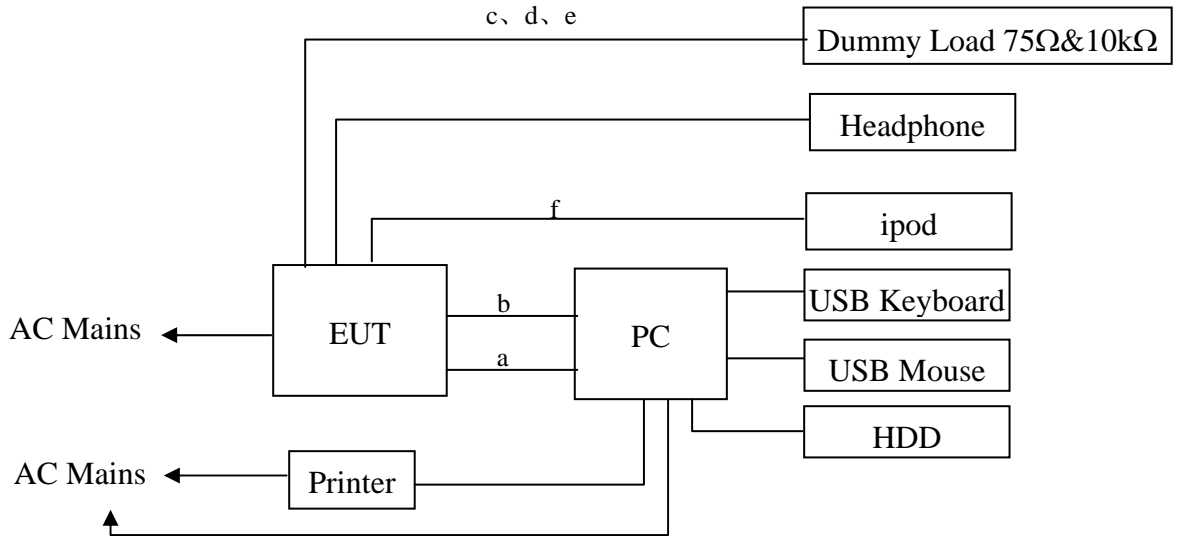 c、d、e
Dummy Load 75Ω&10kΩ
Headphone
f
ipod
b
USB Keyboard
AC Mains
EUT
PC
a
USB Mouse
HDD
AC Mains
Printer